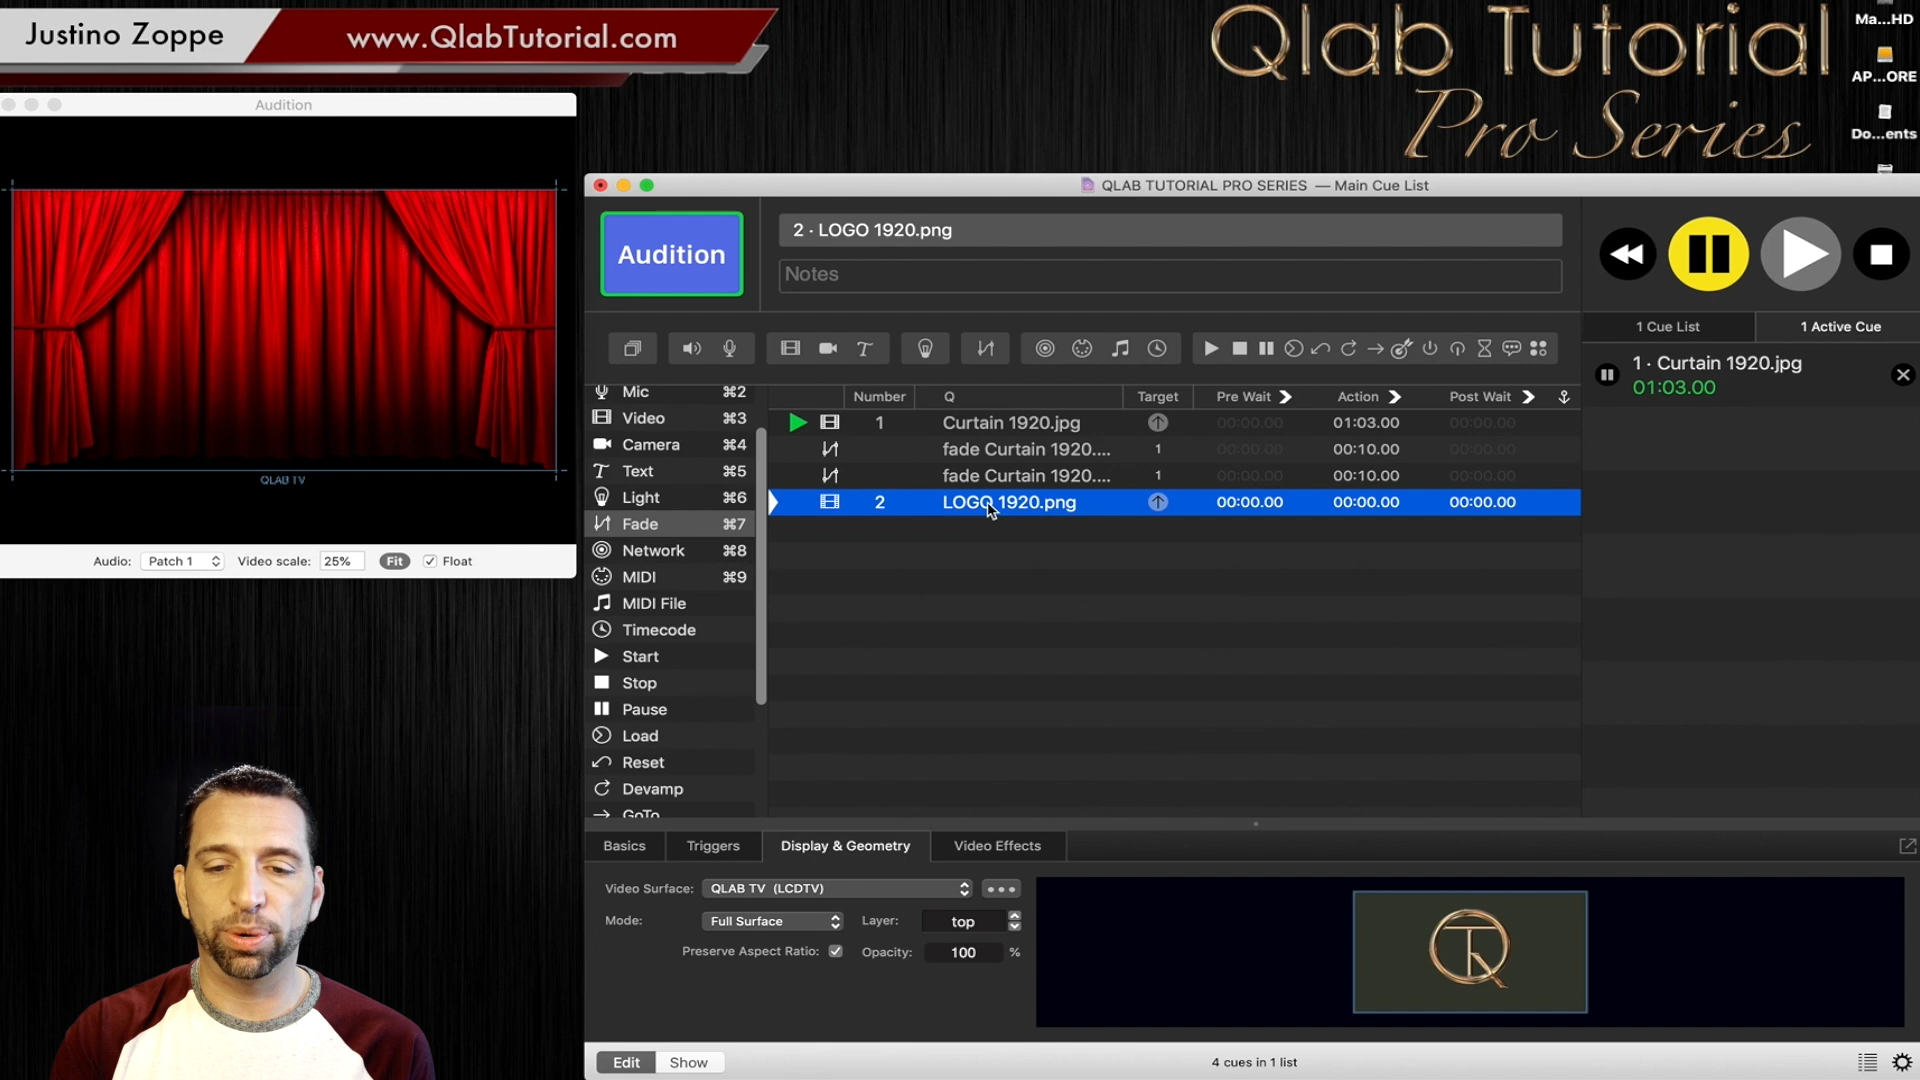 Justino Zoppe
www.QlabTutorial.com
Qlab Tutorial
Pro Series
Ma...HD
AP...ORE
Do...ents
Audition
QLAB TV
Audio: Patch 1 Video scale: 25% Fit Float
QLAB TUTORIAL PRO SERIES — Main Cue List
Audition
2 · LOGO 1920.png
Notes
1 Cue List
1 Active Cue
1 · Curtain 1920.jpg
01:03.00
Mic ⌘2
Video ⌘3
Camera ⌘4
Text ⌘5
Light ⌘6
Fade ⌘7
Network ⌘8
MIDI ⌘9
MIDI File
Timecode
Start
Stop
Pause
Load
Reset
Devamp
GoTo
Number Q Target Pre Wait Action Post Wait
1 Curtain 1920.jpg 00:00.00 01:03.00 00:00.00
fade Curtain 1920.... 1 00:00.00 00:10.00 00:00.00
fade Curtain 1920.... 1 00:00.00 00:10.00 00:00.00
2 LOGO 1920.png 00:00.00 00:00.00 00:00.00
Basics Triggers Display & Geometry Video Effects
Video Surface: QLAB TV (LCDTV)
Mode: Full Surface Layer: top
Preserve Aspect Ratio: Opacity: 100 %
Edit Show
4 cues in 1 list